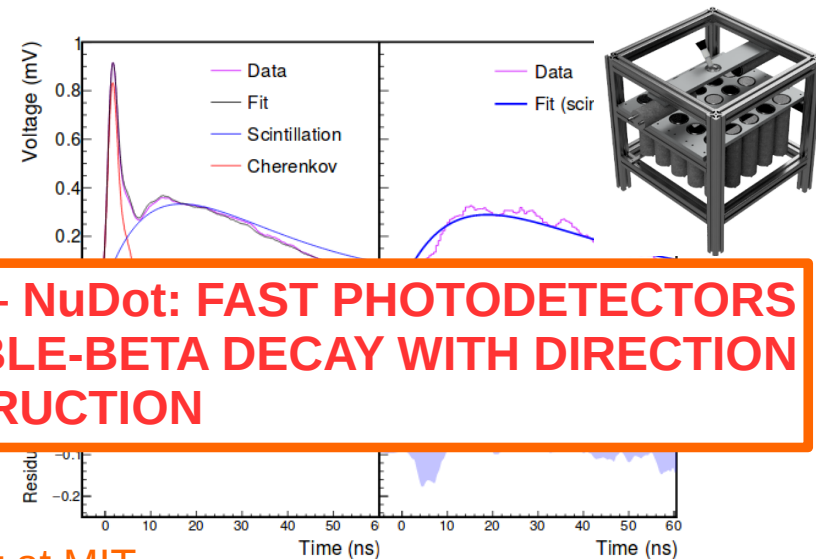 Voltage (mV)
1
0.8
0.6
0.4
0.2
Data
Fit
Scintillation
Cherenkov
Data
Fit (scin
- NuDot: FAST PHOTODETECTORS
BLE-BETA DECAY WITH DIRECTION
RUCTION
Residu
-0.1
-0.2
0 10 20 30 40 50 6 0 10 20 30 40 50 60
Time (ns) Time (ns)
at MIT